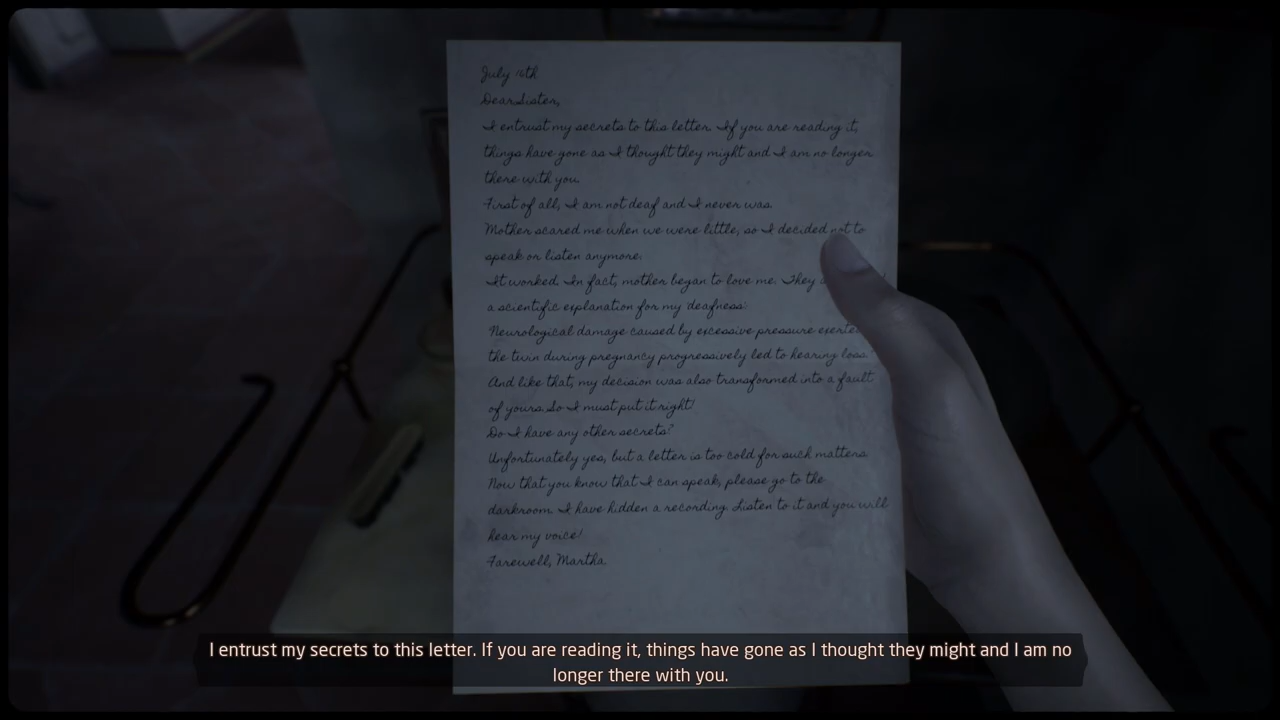 July 16th
Dear Sister,
I entrust my secrets to this letter. If you are reading it,
things have gone as I thought they might and I am no longer
there with you.
First of all, I am not deaf and I never was.
Mother scared me when we were little, so I decided not to
speak or listen anymore.
It worked. In fact, mother began to love me. They
a scientific explanation for my 'deafness':
"Neurological damage caused by excessive pressure
the twin during pregnancy progressively led to hearing loss."
And like that, my decision was also transformed into a fault
of yours. So I must put it right!
Do I have any other secrets?
Unfortunately yes, but a letter is too cold for such matters.
Now that you know that I can speak, please go to the
darkroom. I have hidden a recording. Listen to it and you will
hear my voice!
Farewell, Martha.
I entrust my secrets to this letter. If you are reading it, things have gone as I thought they might and I am no
longer there with you.